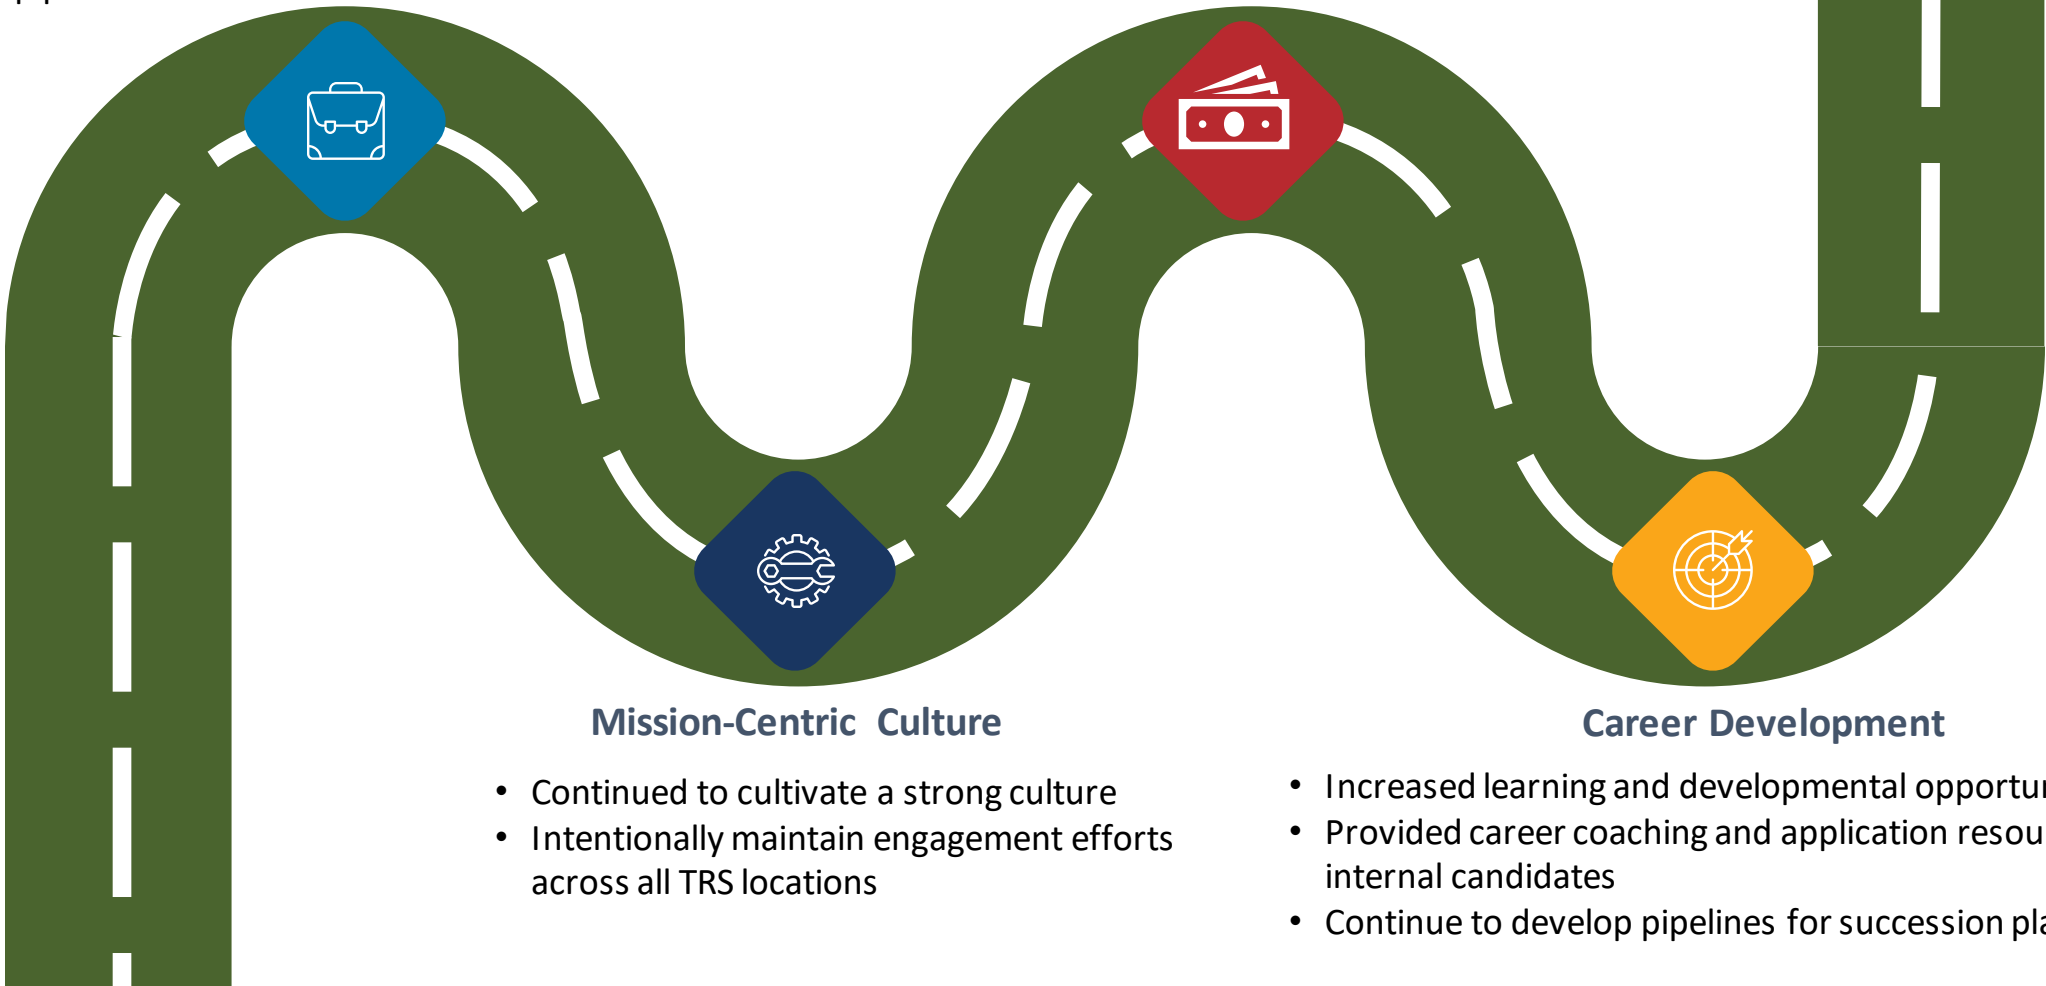 Mission-Centric Culture
• Continued to cultivate a strong culture
• Intentionally maintain engagement efforts
across all TRS locations
Career Development
• Increased learning and developmental
• Provided career coaching and application
internal candidates
• Continue to develop pipelines for succession